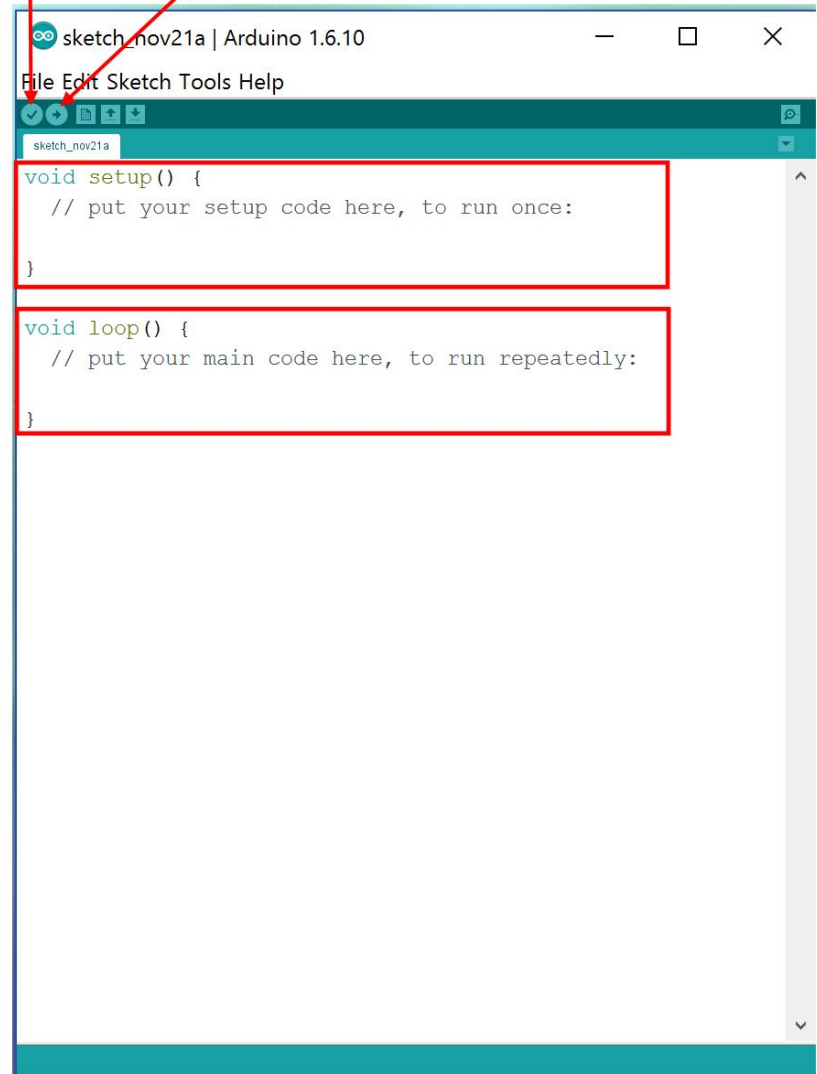 sketch_nov21a | Arduino 1.6.10
File Edit Sketch Tools Help
sketch_nov21a
void setup() {
  // put your setup code here, to run once:
}
void loop() {
  // put your main code here, to run repeatedly:
}